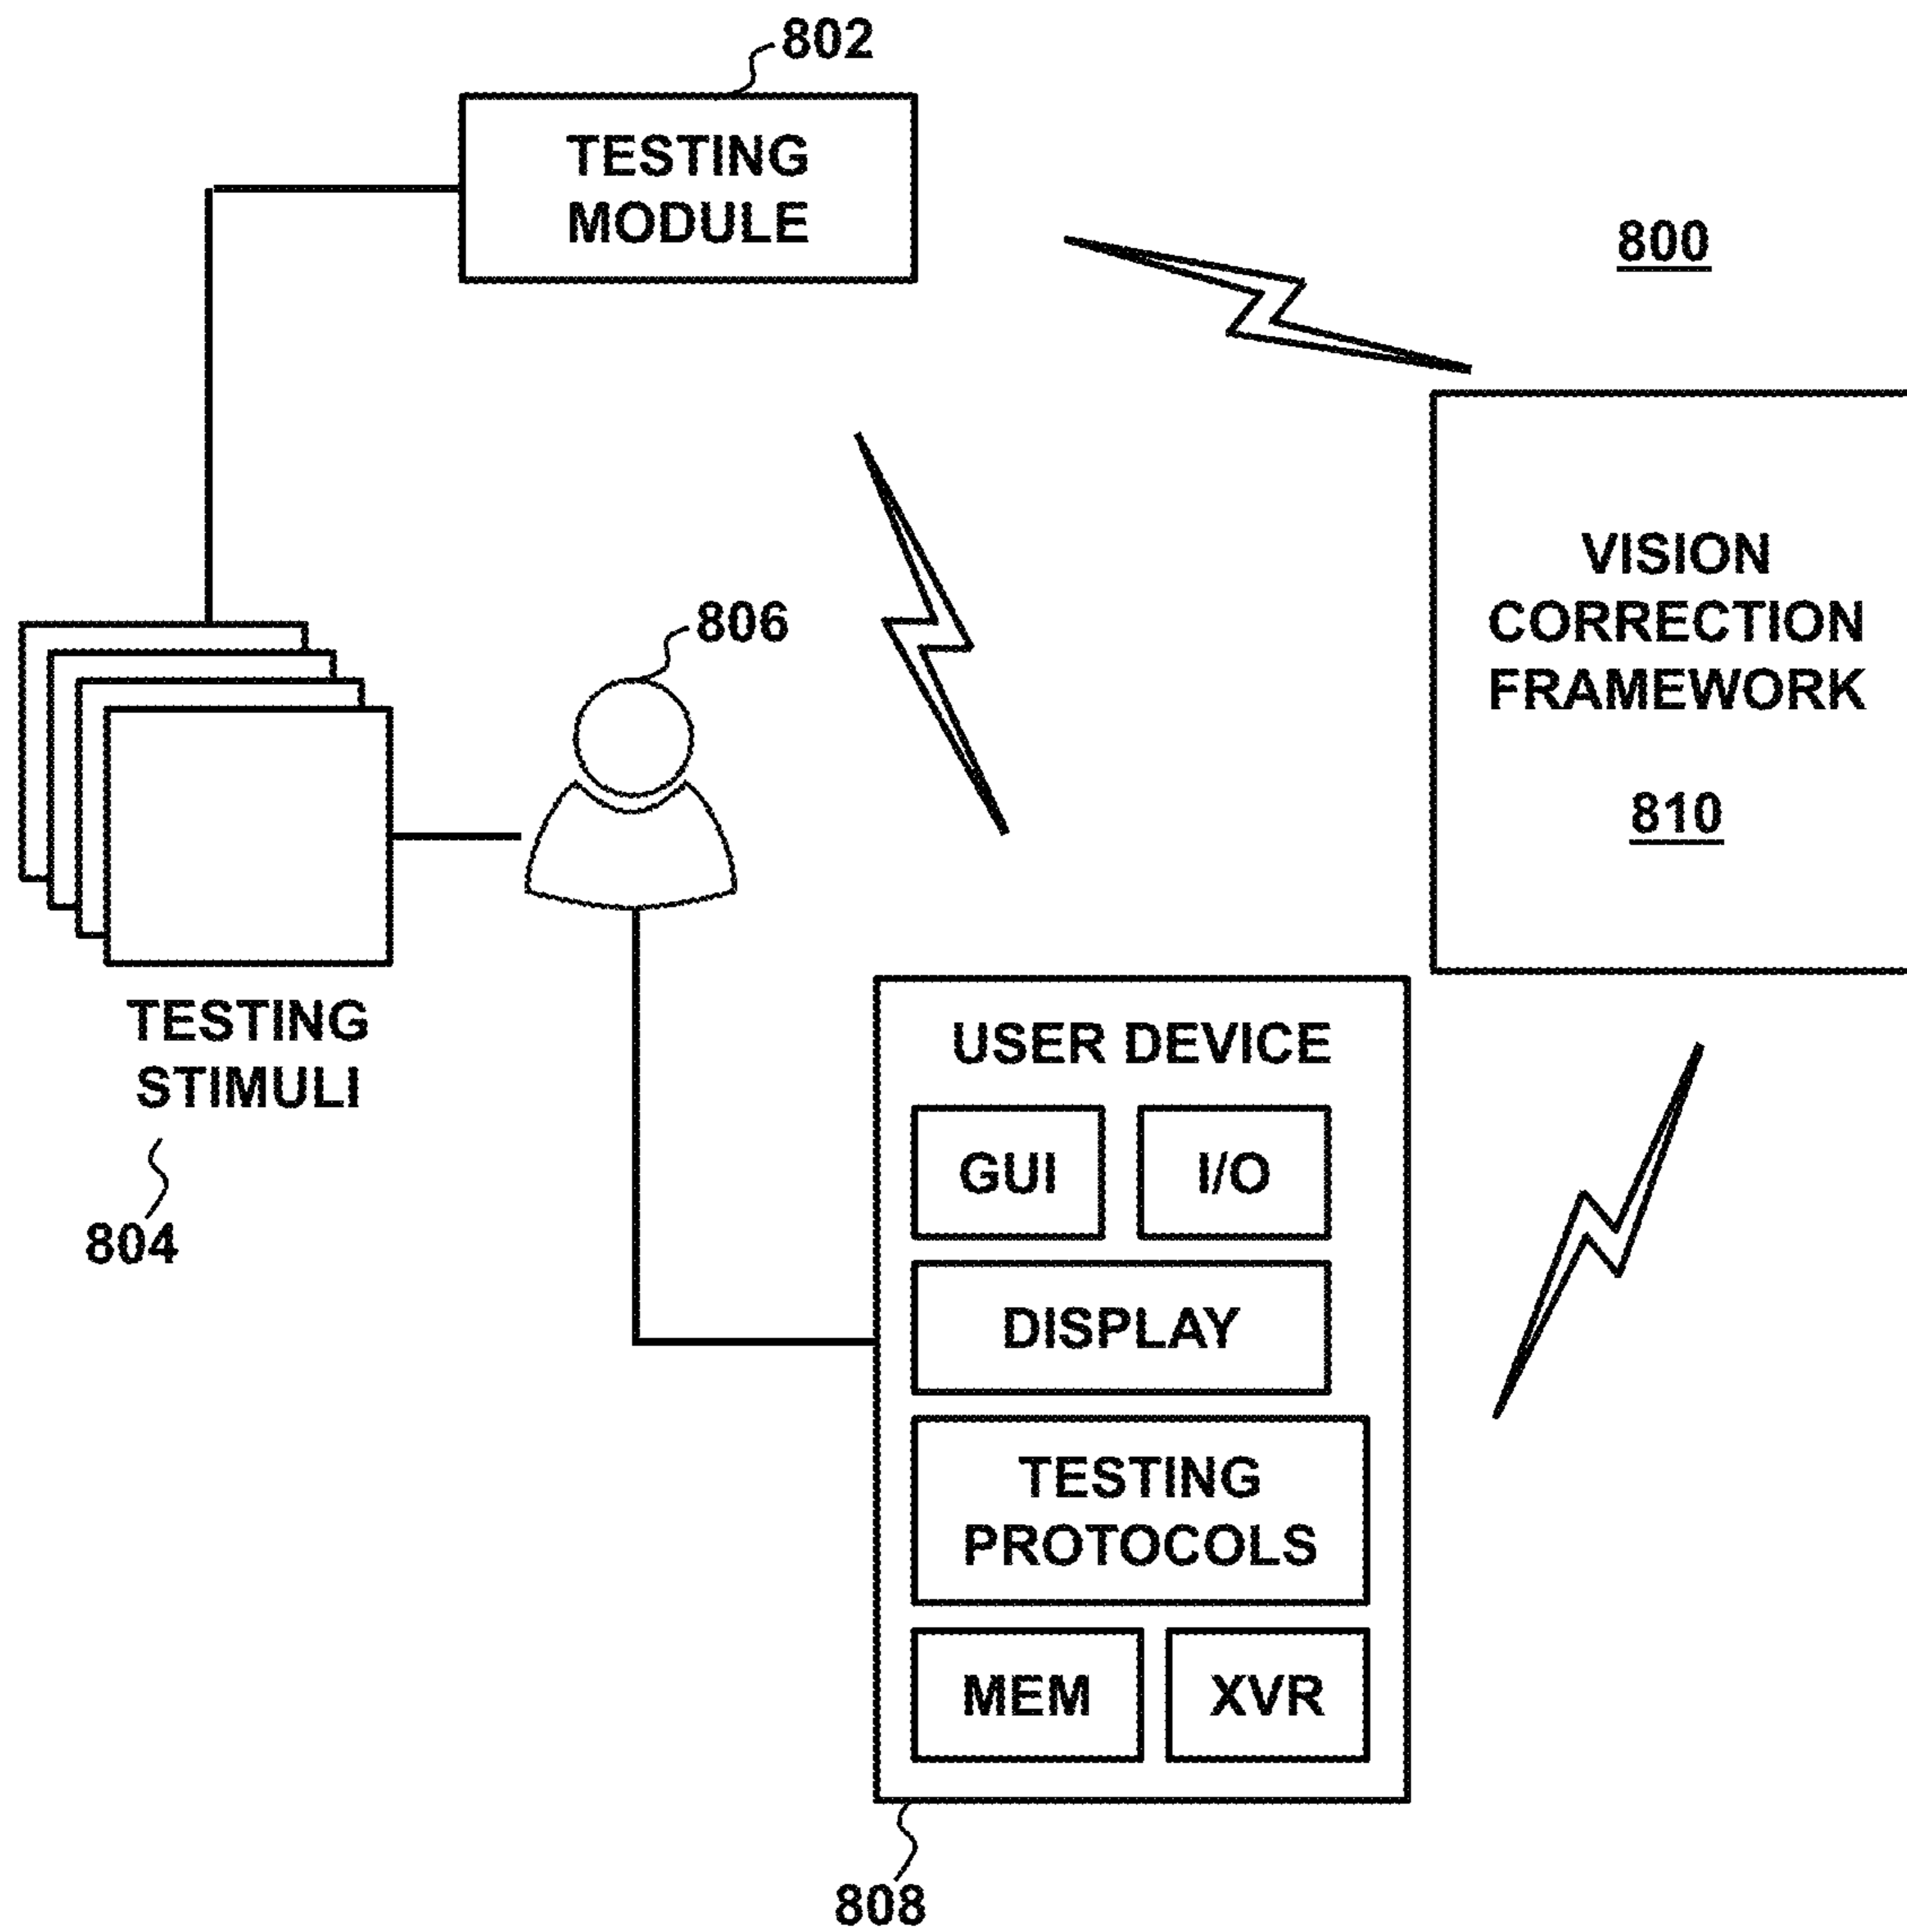 802
TESTING
MODULE
800
VISION
CORRECTION
FRAMEWORK
810
806
TESTING
STIMULI
804
USER DEVICE
GUI
I/O
DISPLAY
TESTING
PROTOCOLS
MEM
XVR
808